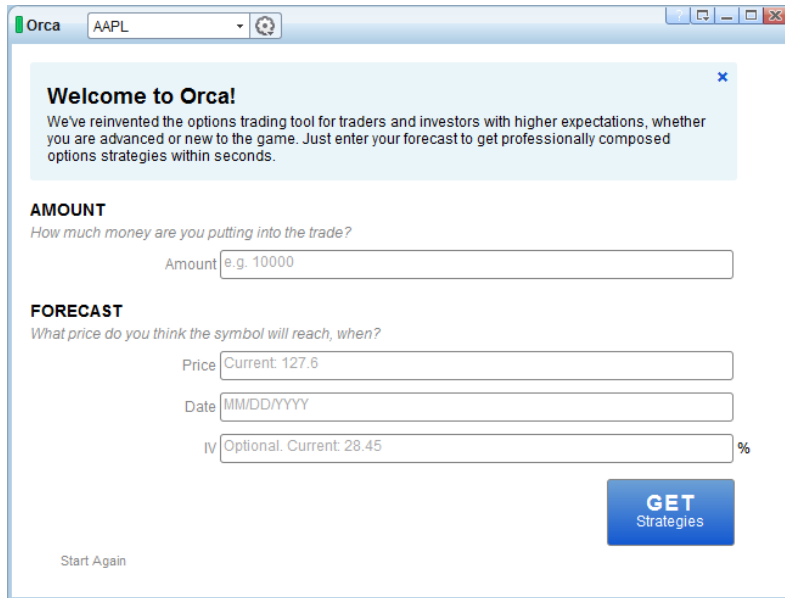 Orca AAPL ?
Welcome to Orca!
We've reinvented the options trading tool for traders and investors with higher expectations, whether
you are advanced or new to the game. Just enter your forecast to get professionally composed
options strategies within seconds.
AMOUNT
How much money are you putting into the trade?
Amount e.g. 10000
FORECAST
What price do you think the symbol will reach, when?
Price Current: 127.6
Date MM/DD/YYYY
IV Optional. Current: 28.45 %
GET
Strategies
Start Again